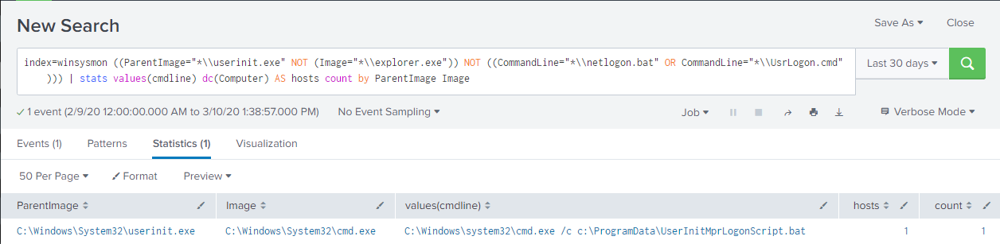 New Search
Save As Close
index=winsysmon ((ParentImage="*\\userinit.exe" NOT (Image="*\\explorer.exe")) NOT ((CommandLine="*\\netlogon.bat" OR CommandLine="*\\UsrLogon.cmd"
))) | stats values(cmdline) dc(Computer) AS hosts count by ParentImage Image
Last 30 days
1 event (2/9/20 12:00:00.000 AM to 3/10/20 1:38:57.000 PM) No Event Sampling Job Verbose Mode
Events (1) Patterns Statistics (1) Visualization
50 Per Page Format Preview
ParentImage Image values(cmdline) hosts count
C:\Windows\System32\userinit.exe C:\Windows\System32\cmd.exe C:\Windows\system32\cmd.exe /c c:\ProgramData\UserInitMprLogonScript.bat 1 1